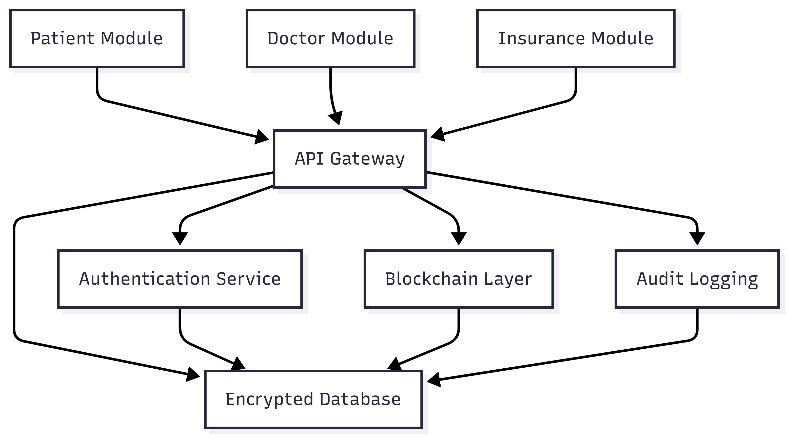 Patient Module
Doctor Module
Insurance Module
API Gateway
Authentication Service
Blockchain Layer
Audit Logging
Encrypted Database